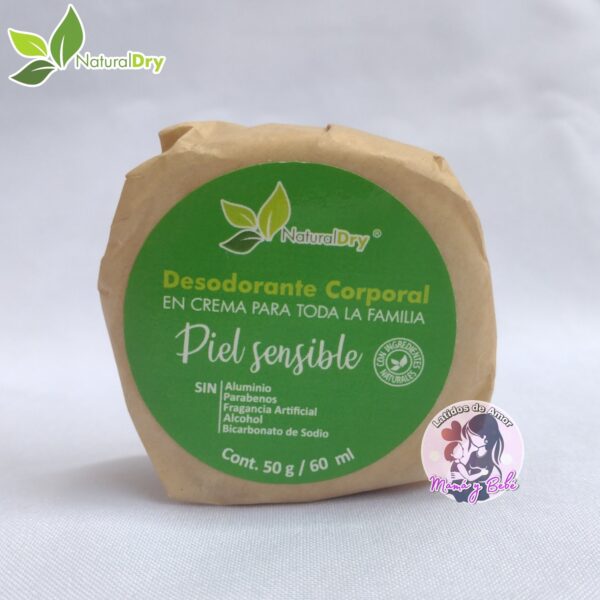 NaturalDry
NaturalDry ®
Desodorante Corporal
EN CREMA PARA TODA LA FAMILIA
Piel sensible
CON INGREDIENTES
NATURALES
SIN
Aluminio
Parabenos
Fragancia Artificial
Alcohol
Bicarbonato de Sodio
Cont. 50 g / 60 ml
Latidos de Amor
Mamá y Bebé